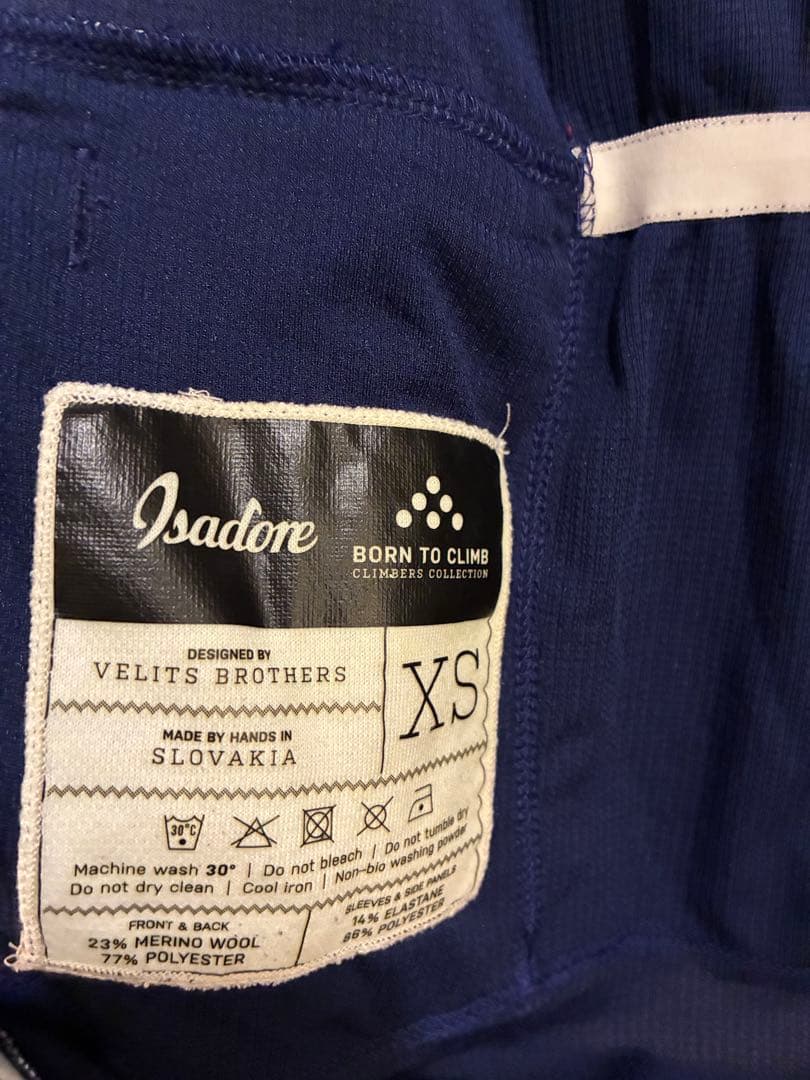 Isadore
BORN TO CLIMB
CLIMBERS COLLECTION
DESIGNED BY
VELITS BROTHERS
XS
MADE BY HANDS IN
SLOVAKIA
30°C
Machine wash 30° | Do not bleach | Do not tumble dry
Do not dry clean | Cool iron | Non-bio washing powder
FRONT & BACK
23% MERINO WOOL
77% POLYESTER
SLEEVES & SIDE PANELS
14% ELASTANE
86% POLYESTER